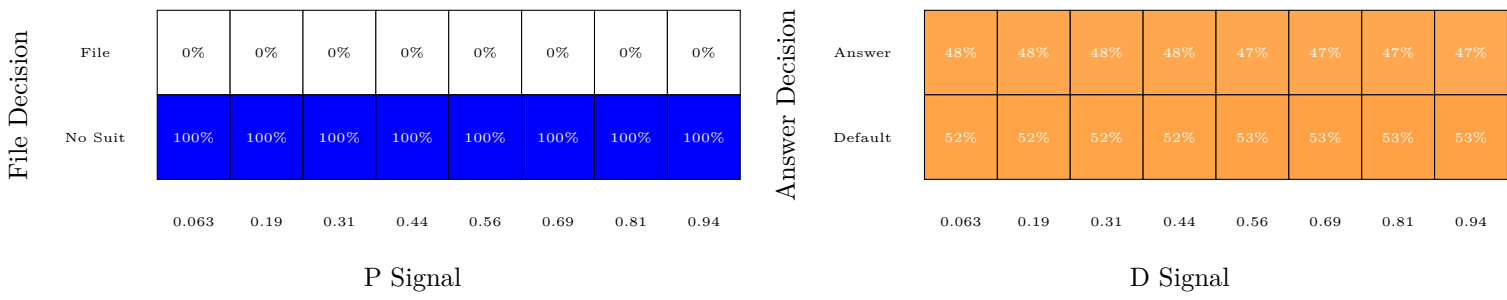 File Decision
File
0% 0% 0% 0% 0% 0% 0% 0%
No Suit
100% 100% 100% 100% 100% 100% 100% 100%
0.063 0.19 0.31 0.44 0.56 0.69 0.81 0.94
P Signal
Answer Decision
Answer
48% 48% 48% 48% 47% 47% 47% 47%
Default
52% 52% 52% 52% 53% 53% 53% 53%
0.063 0.19 0.31 0.44 0.56 0.69 0.81 0.94
D Signal